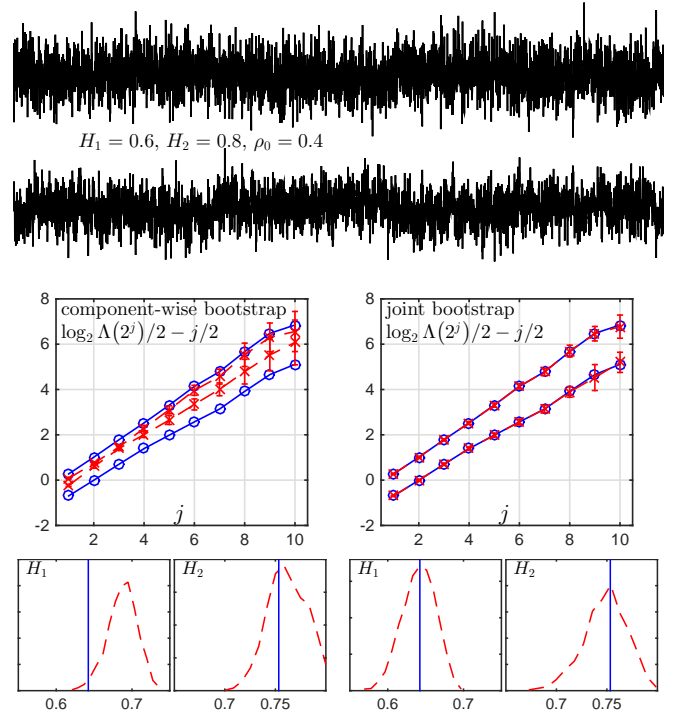 H₁ = 0.6, H₂ = 0.8, ρ₀ = 0.4
component-wise bootstrap
log₂ Λ(2ʲ)/2 − j/2
8
6
4
2
0
-2
2 4 6 8 10
j
joint bootstrap
log₂ Λ(2ʲ)/2 − j/2
8
6
4
2
0
-2
2 4 6 8 10
j
H₁
0.6 0.7
H₂
0.7 0.75
H₁
0.6 0.7
H₂
0.7 0.75